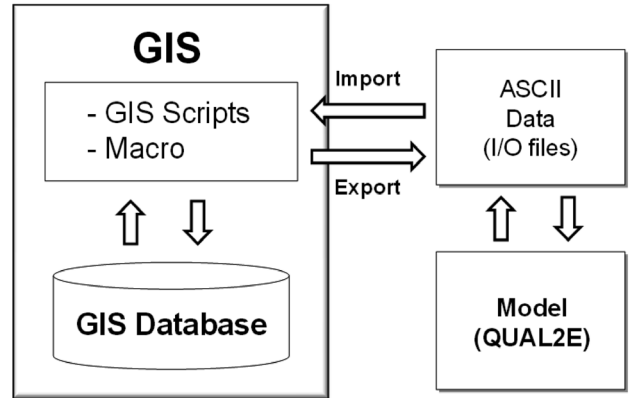 GIS
- GIS Scripts
- Macro
GIS Database
Import
Export
ASCII
Data
(I/O files)
Model
(QUAL2E)